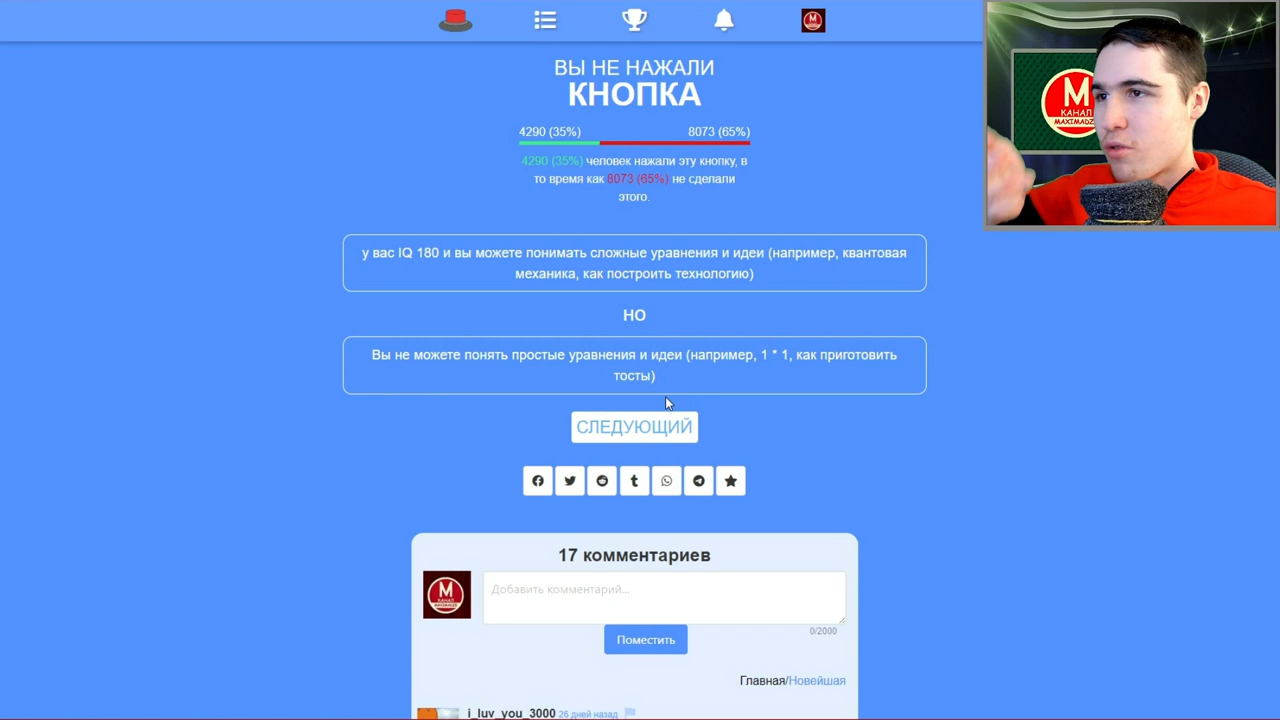 ВЫ НЕ НАЖАЛИ
КНОПКА
4290 (35%) 8073 (65%)
4290 (35%) человек нажали эту кнопку, в
то время как 8073 (65%) не сделали
этого.
М
КАНАЛ
MAXIMADZ
у вас IQ 180 и вы можете понимать сложные уравнения и идеи (например, квантовая
механика, как построить технологию)
НО
Вы не можете понять простые уравнения и идеи (например, 1 * 1, как приготовить
тосты)
СЛЕДУЮЩИЙ
17 комментариев
М
КАНАЛ
Добавить комментарий...
0/2000
Поместить
Главная/Новейшая
i_luv_you_3000 26 дней назад